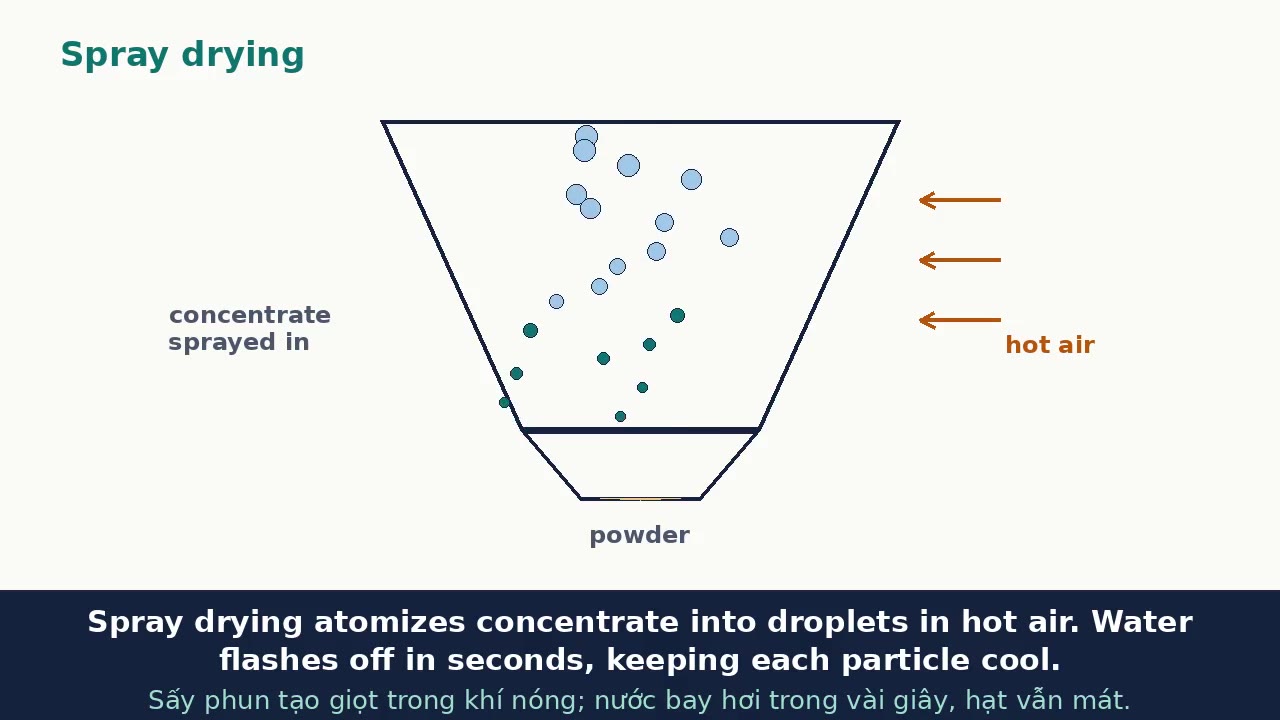 Spray drying
concentrate
sprayed in
hot air
powder
Spray drying atomizes concentrate into droplets in hot air. Water
flashes off in seconds, keeping each particle cool.
Sấy phun tạo giọt trong khí nóng; nước bay hơi trong vài giây, hạt vẫn mát.